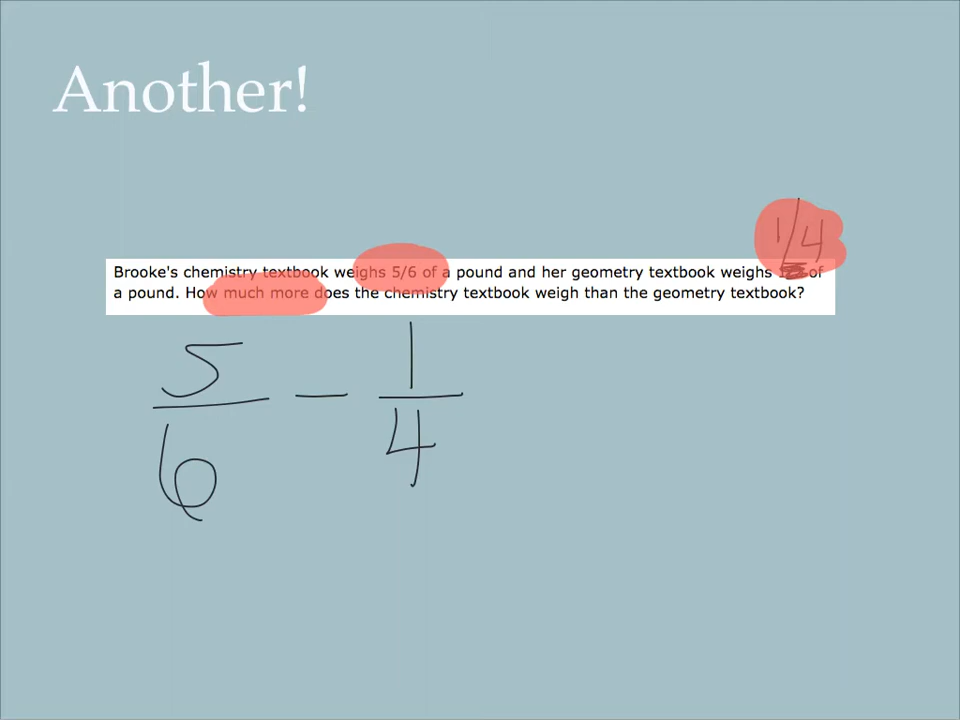 Another!
1/4
Brooke's chemistry textbook weighs 5/6 of a pound and her geometry textbook weighs of
a pound. How much more does the chemistry textbook weigh than the geometry textbook?
5/6 - 1/4